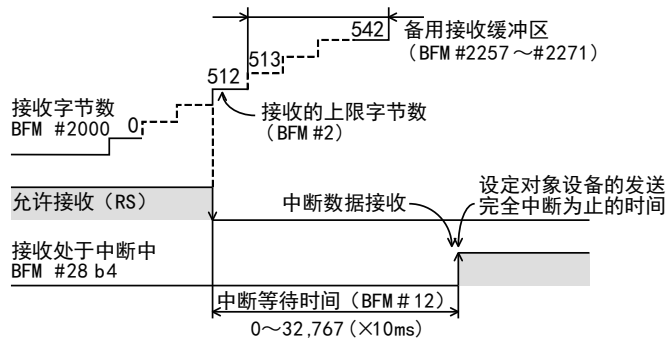 542
备用接收缓冲区
（BFM #2257～#2271）
513
512
接收字节数
BFM #2000
0
接收的上限字节数
（BFM #2）
允许接收（RS）
中断数据接收
设定对象设备的发送
完全中断为止的时间
接收处于中断中
BFM #28 b4
中断等待时间（BFM＃12）
0～32,767（×10ms）